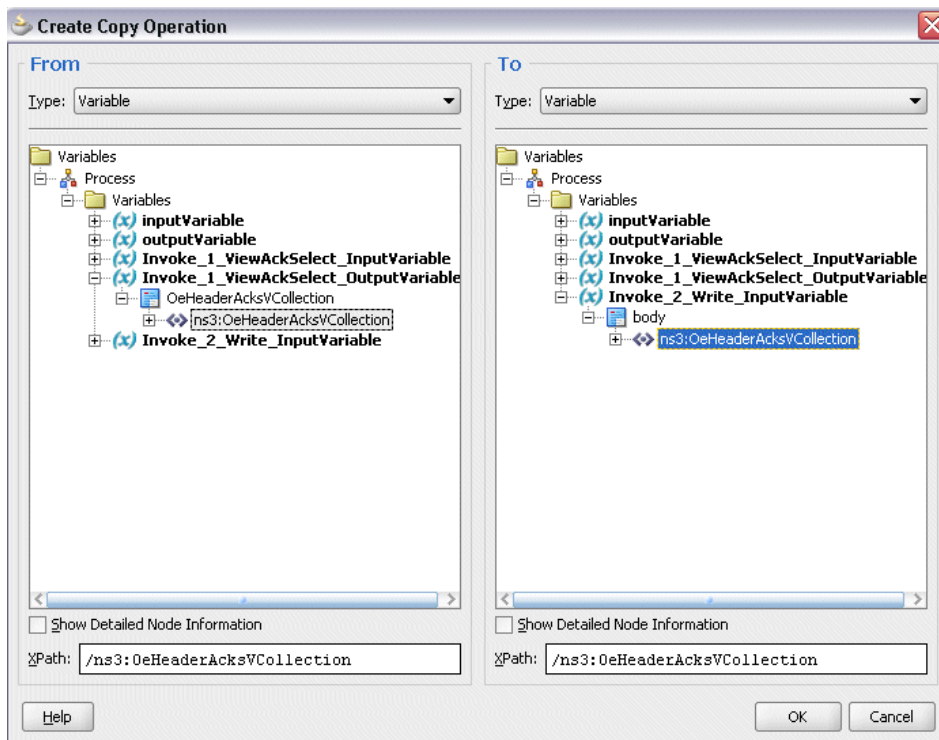 Create Copy Operation
From
Type: Variable
Variables
Process
Variables
(x) inputVariable
(x) outputVariable
(x) Invoke_1_ViewAckSelect_InputVariable
(x) Invoke_1_ViewAckSelect_OutputVariable
OeHeaderAcksVCollection
ns3:OeHeaderAcksVCollection
(x) Invoke_2_Write_InputVariable
Show Detailed Node Information
XPath: /ns3:OeHeaderAcksVCollection
To
Type: Variable
Variables
Process
Variables
(x) inputVariable
(x) outputVariable
(x) Invoke_1_ViewAckSelect_InputVariable
(x) Invoke_1_ViewAckSelect_OutputVariable
(x) Invoke_2_Write_InputVariable
body
ns3:OeHeaderAcksVCollection
Show Detailed Node Information
XPath: /ns3:OeHeaderAcksVCollection
Help
OK
Cancel